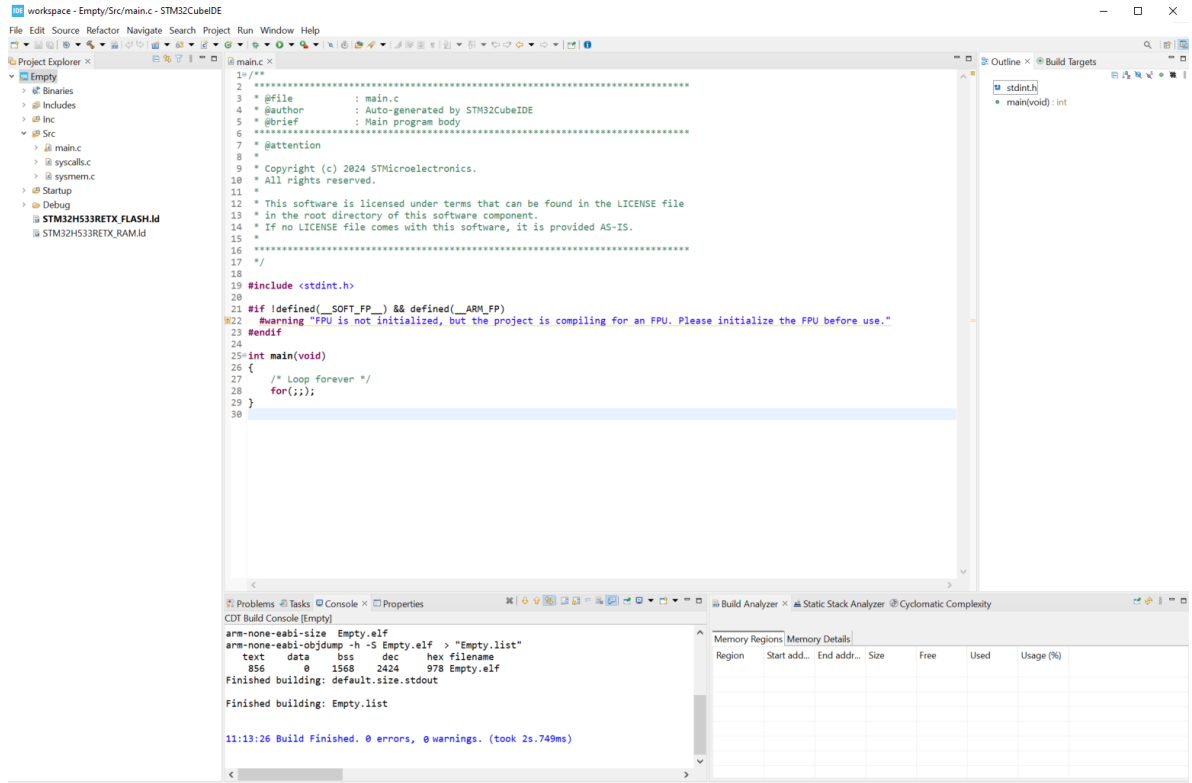 IDE workspace - Empty/Src/main.c - STM32CubeIDE
File Edit Source Refactor Navigate Search Project Run Window Help
Project Explorer
Empty
Binaries
Includes
Inc
Src
main.c
syscalls.c
sysmem.c
Startup
Debug
STM32H533RETX_FLASH.ld
STM32H533RETX_RAM.ld
main.c
1 /**
2 ******************************************************************************
3 * @file           : main.c
4 * @author         : Auto-generated by STM32CubeIDE
5 * @brief          : Main program body
6 ******************************************************************************
7 * @attention
8 *
9 * Copyright (c) 2024 STMicroelectronics.
10 * All rights reserved.
11 *
12 * This software is licensed under terms that can be found in the LICENSE file
13 * in the root directory of this software component.
14 * If no LICENSE file comes with this software, it is provided AS-IS.
15 *
16 ******************************************************************************
17 */
18
19 #include <stdint.h>
20
21 #if !defined(__SOFT_FP__) && defined(__ARM_FP)
22   #warning "FPU is not initialized, but the project is compiling for an FPU. Please initialize the FPU before use."
23 #endif
24
25 int main(void)
26 {
27     /* Loop forever */
28     for(;;);
29 }
30
Outline Build Targets
stdint.h
main(void) : int
Problems Tasks Console Properties
CDT Build Console [Empty]
arm-none-eabi-size  Empty.elf
arm-none-eabi-objdump -h -S Empty.elf  > "Empty.list"
   text    data     bss     dec     hex filename
    856       0    1568    2424     978 Empty.elf
Finished building: default.size.stdout
Finished building: Empty.list
11:13:26 Build Finished. 0 errors, 0 warnings. (took 2s.749ms)
Build Analyzer Static Stack Analyzer Cyclomatic Complexity
Memory Regions Memory Details
Region Start add... End addr... Size Free Used Usage (%)